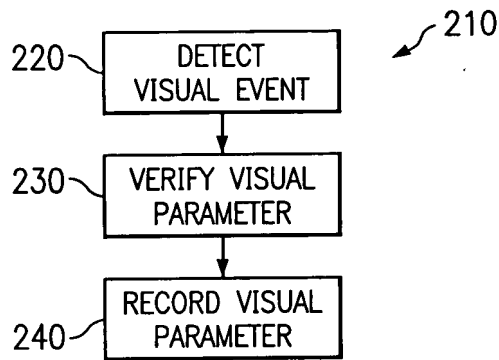 210
220
DETECT
VISUAL EVENT
230
VERIFY VISUAL
PARAMETER
RECORD VISUAL
PARAMETER
240